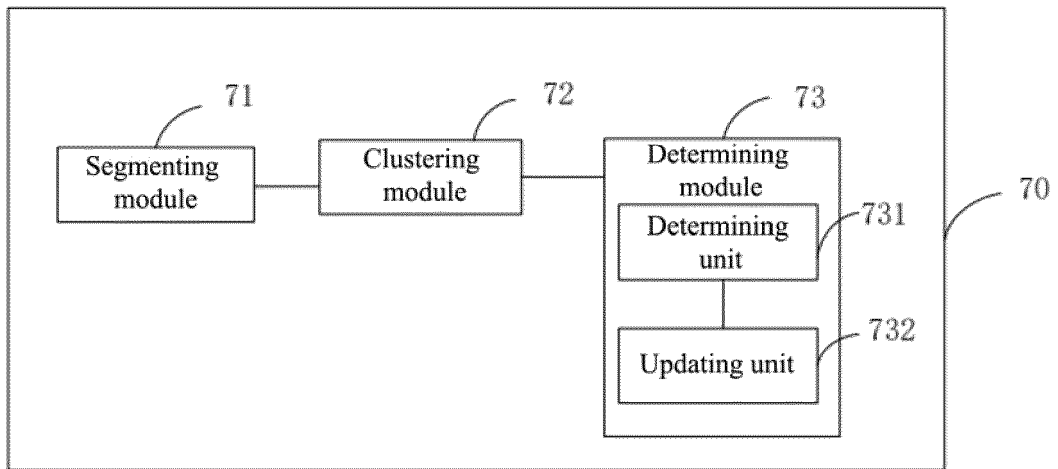 71
72
73
70
Segmenting
module
Clustering
module
Determining
module
Determining
unit
731
Updating unit
732